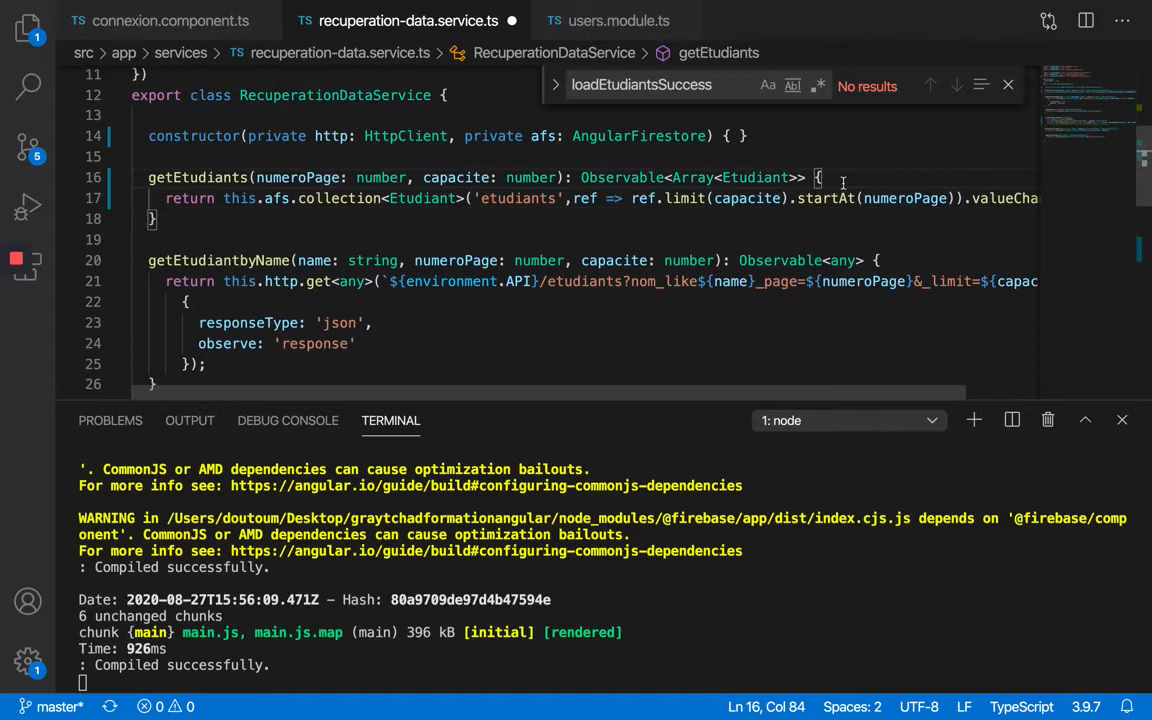 TS connexion.component.ts TS recuperation-data.service.ts TS users.module.ts
src > app > services > TS recuperation-data.service.ts > RecuperationDataService > getEtudiants
loadEtudiantsSuccess Aa Abl .* No results
11 })
12 export class RecuperationDataService {
13
14 constructor(private http: HttpClient, private afs: AngularFirestore) { }
15
16 getEtudiants(numeroPage: number, capacite: number): Observable<Array<Etudiant>> {
17 return this.afs.collection<Etudiant>('etudiants',ref => ref.limit(capacite).startAt(numeroPage)).valueCha
18 }
19
20 getEtudiantbyName(name: string, numeroPage: number, capacite: number): Observable<any> {
21 return this.http.get<any>(`${environment.API}/etudiants?nom_like${name}_page=${numeroPage}&_limit=${capac
22 {
23 responseType: 'json',
24 observe: 'response'
25 });
26 }
PROBLEMS OUTPUT DEBUG CONSOLE TERMINAL 1: node
'. CommonJS or AMD dependencies can cause optimization bailouts.
For more info see: https://angular.io/guide/build#configuring-commonjs-dependencies
WARNING in /Users/doutoum/Desktop/graytchadformationangular/node_modules/@firebase/app/dist/index.cjs.js depends on '@firebase/comp
onent'. CommonJS or AMD dependencies can cause optimization bailouts.
For more info see: https://angular.io/guide/build#configuring-commonjs-dependencies
: Compiled successfully.
Date: 2020-08-27T15:56:09.471Z - Hash: 80a9709de97d4b47594e
6 unchanged chunks
chunk {main} main.js, main.js.map (main) 396 kB [initial] [rendered]
Time: 926ms
: Compiled successfully.
1
5
1
master* 0 0 Ln 16, Col 84 Spaces: 2 UTF-8 LF TypeScript 3.9.7